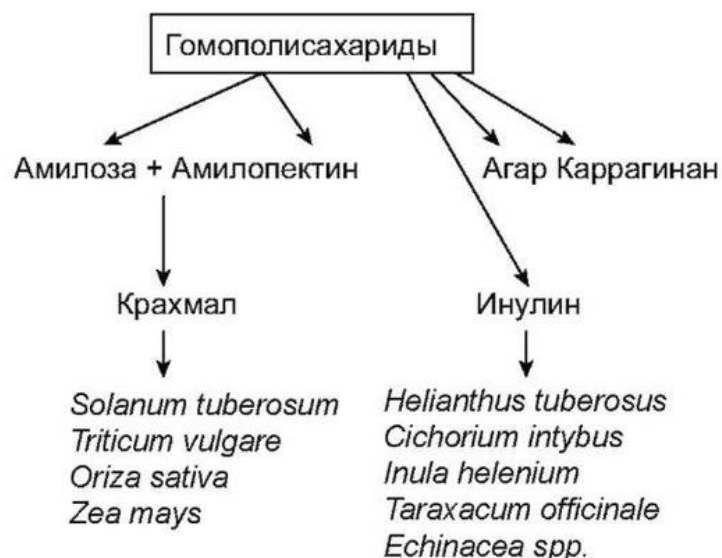 Гомополисахариды
Амилоза + Амилопектин
Агар Каррагинан
Крахмал
Инулин
Solanum tuberosum
Triticum vulgare
Oriza sativa
Zea mays
Helianthus tuberosus
Cichorium intybus
Inula helenium
Taraxacum officinale
Echinacea spp.